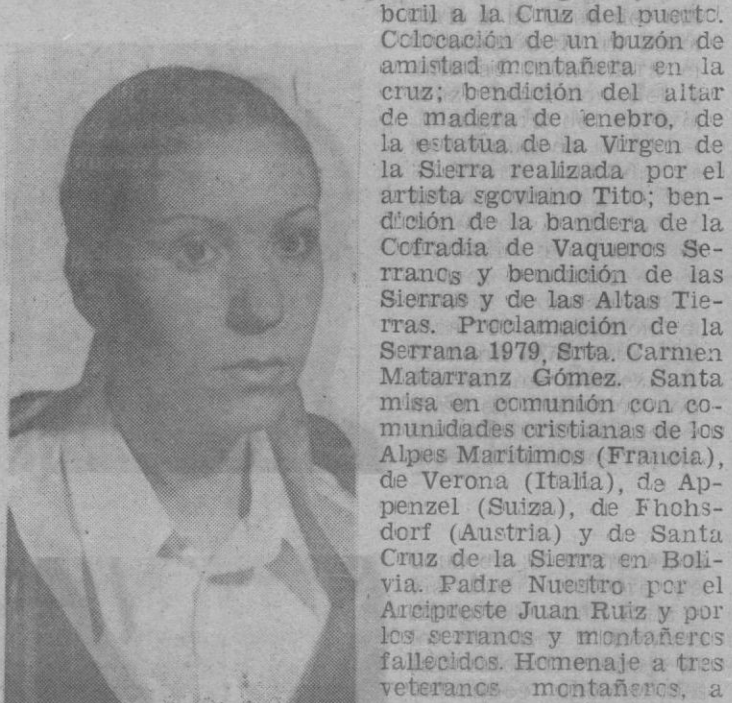 boril a la Cruz del puerto.
Colocación de un buzón de
amistad montañera en la
cruz; bendición del altar
de madera de enebro, de
la estatua de la Virgen de
la Sierra realizada por el
artista sgoviano Tito; ben-
dición de la bandera de la
Cofradía de Vaqueros Se-
rranos y bendición de las
Sierras y de las Altas Tie-
rras. Proclamación de la
Serrana 1979, Srta. Carmen
Matarranz Gómez. Santa
misa en comunión con co-
munidades cristianas de los
Alpes Marítimos (Francia),
de Verona (Italia), de Ap-
penzel (Suiza), de Fhohs-
dorf (Austria) y de Santa
Cruz de la Sierra en Boli-
via. Padre Nuestro por el
Arcipreste Juan Ruiz y por
los serranos y montañeros
fallecidos. Homenaje a tres
veteranos montañeros, a